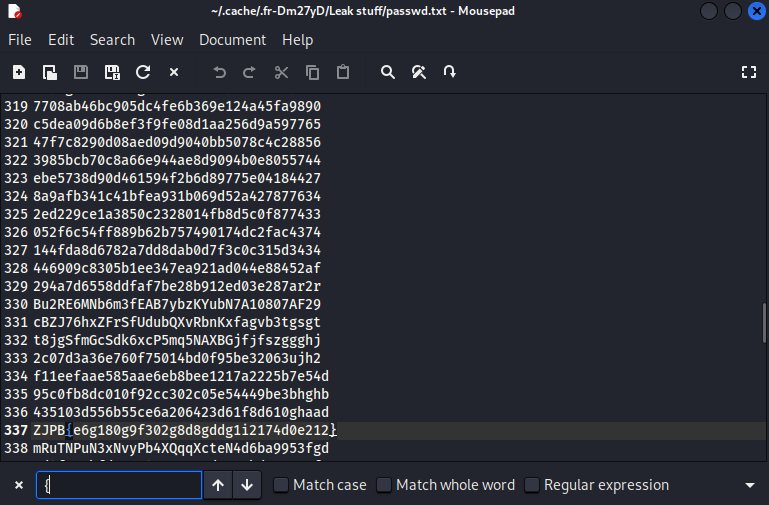 ~/.cache/.fr-Dm27yD/Leak stuff/passwd.txt - Mousepad
File Edit Search View Document Help
319 7708ab46bc905dc4fe6b369e124a45fa9890
320 c5dea09d6b8ef3f9fe08d1aa256d9a597765
321 47f7c8290d08aed09d9040bb5078c4c28856
322 3985bcb70c8a66e944ae8d9094b0e8055744
323 ebe5738d90d461594f2b6d89775e04184427
324 8a9afb341c41bfea931b069d52a427877634
325 2ed229ce1a3850c2328014fb8d5c0f877433
326 052f6c54ff889b62b757490174dc2fac4374
327 144fda8d6782a7dd8dab0d7f3c0c315d3434
328 446909c8305b1ee347ea921ad044e88452af
329 294a7d6558ddfaf7be28b912ed03e287ar2r
330 Bu2RE6MNb6m3fEAB7ybzKYubN7A10807AF29
331 cBZJ76hxZFrSfUdubQXvRbnKxfagvb3tgsgt
332 t8jgSfmGcSdk6xcP5mq5NAXBGjfjfszggghj
333 2c07d3a36e760f75014bd0f95be32063ujh2
334 f11eefaae585aae6eb8bee1217a2225b7e54d
335 95c0fb8dc010f92cc302c05e54449be3bhghb
336 435103d556b55ce6a206423d61f8d610ghaad
337 ZJPB{e6g180g9f302g8d8gddg1i2174d0e212}
338 mRuTNPuN3xNvyPb4XQqqXcteN4d6ba9953fgd
{
Match case Match whole word Regular expression